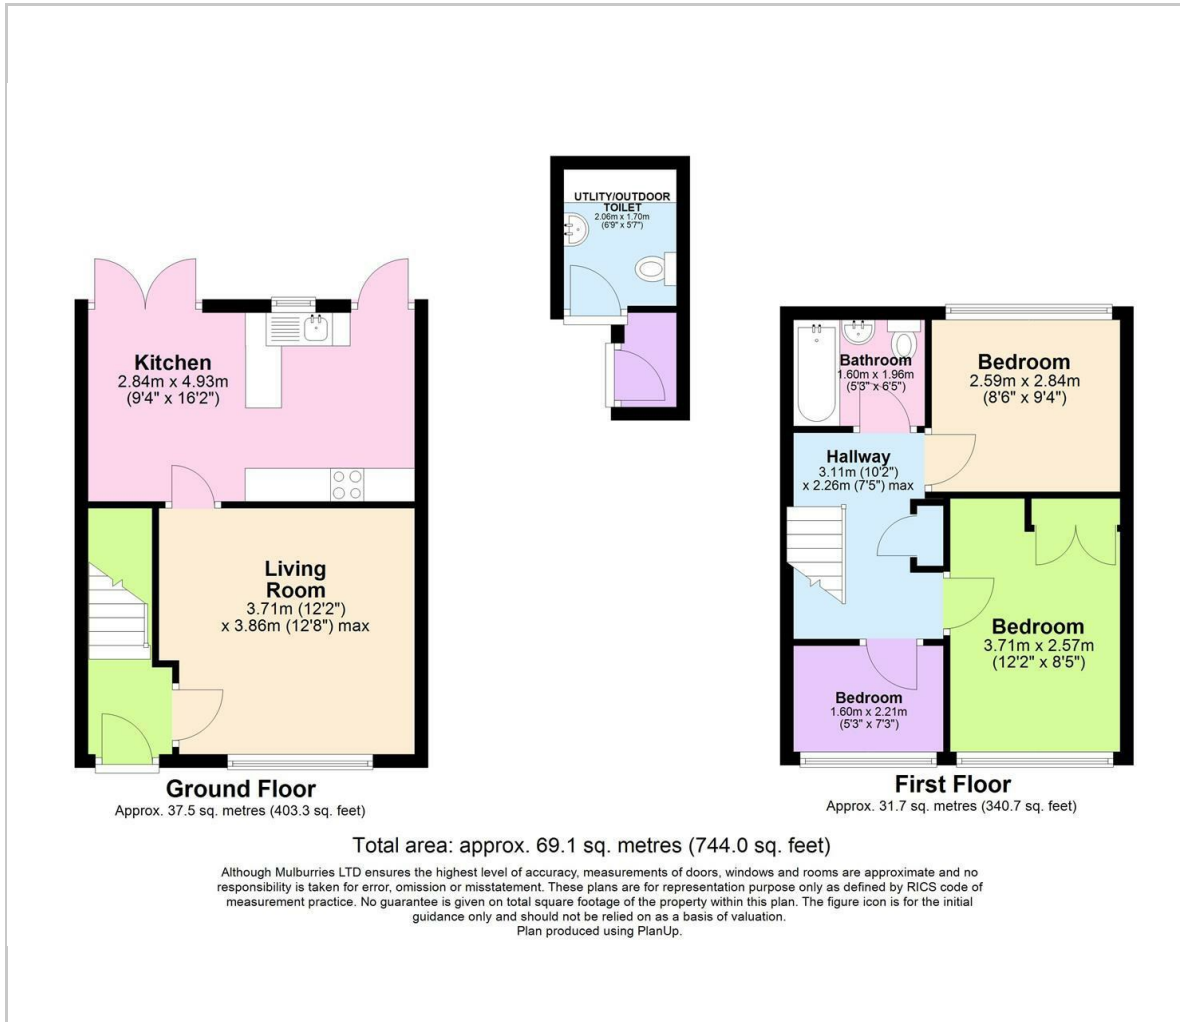 UTLITY/OUTDOOR
TOILET
2.06m x 1.70m
(6'9" x 5'7")
Kitchen
2.84m x 4.93m
(9'4" x 16'2")
Living
Room
3.71m (12'2")
x 3.86m (12'8") max
Ground Floor
Approx. 37.5 sq. metres (403.3 sq. feet)
Bathroom
1.60m x 1.96m
(5'3" x 6'5")
Bedroom
2.59m x 2.84m
(8'6" x 9'4")
Hallway
3.11m (10'2")
x 2.26m (7'5") max
Bedroom
3.71m x 2.57m
(12'2" x 8'5")
Bedroom
1.60m x 2.21m
(5'3" x 7'3")
First Floor
Approx. 31.7 sq. metres (340.7 sq. feet)
Total area: approx. 69.1 sq. metres (744.0 sq. feet)
Although Mulburries LTD ensures the highest level of accuracy, measurements of doors, windows and rooms are approximate and no
responsibility is taken for error, omission or misstatement. These plans are for representation purpose only as defined by RICS code of
measurement practice. No guarantee is given on total square footage of the property within this plan. The figure icon is for the initial
guidance only and should not be relied on as a basis of valuation.
Plan produced using PlanUp.